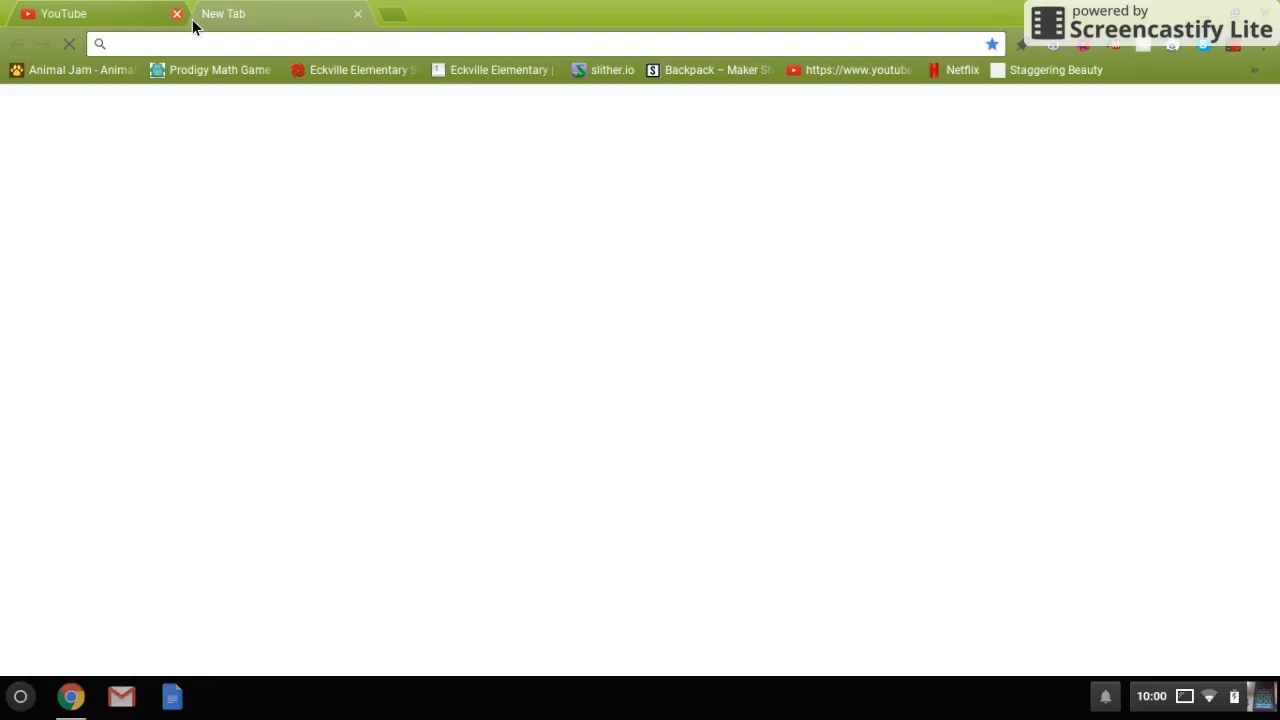 YouTube
New Tab
powered by
Screencastify Lite
Animal Jam - Anima
Prodigy Math Game -
Eckville Elementary S
Eckville Elementary |
slither.io
Backpack – Maker Sh
https://www.youtube
Netflix
Staggering Beauty
»
10:00